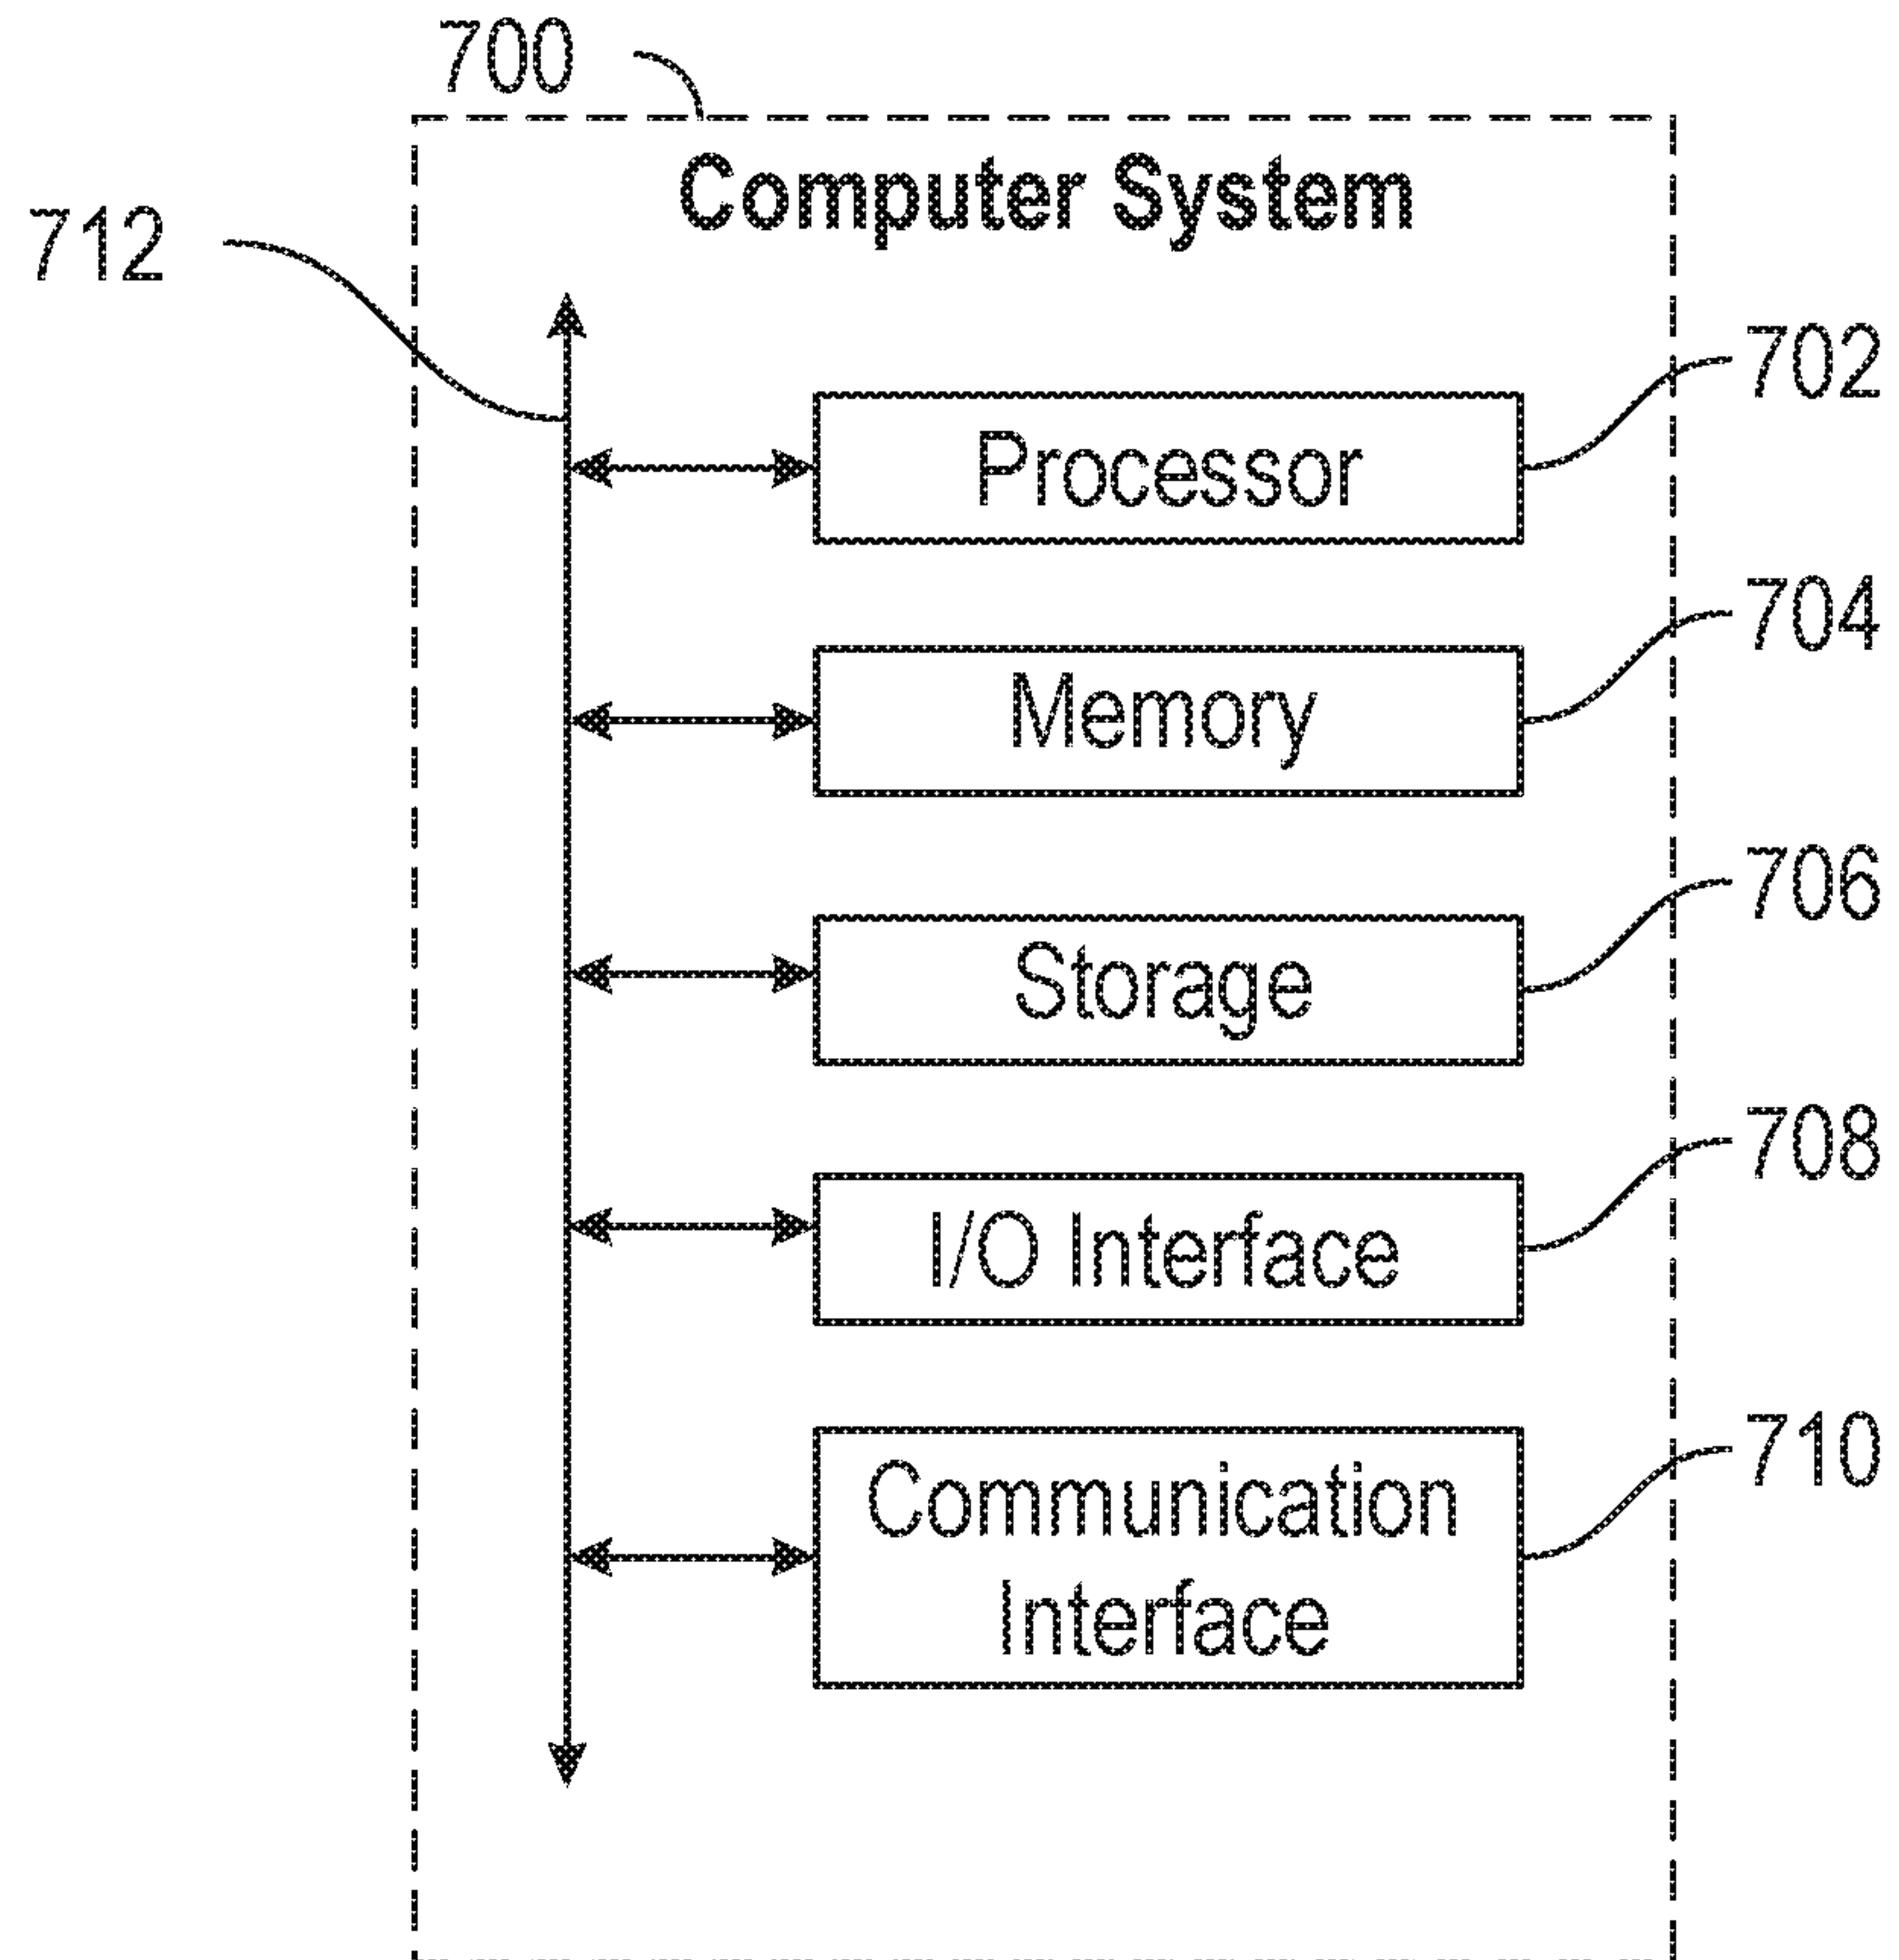 700
Computer System
712
702
Processor
704
Memory
706
Storage
708
I/O Interface
710
Communication
Interface